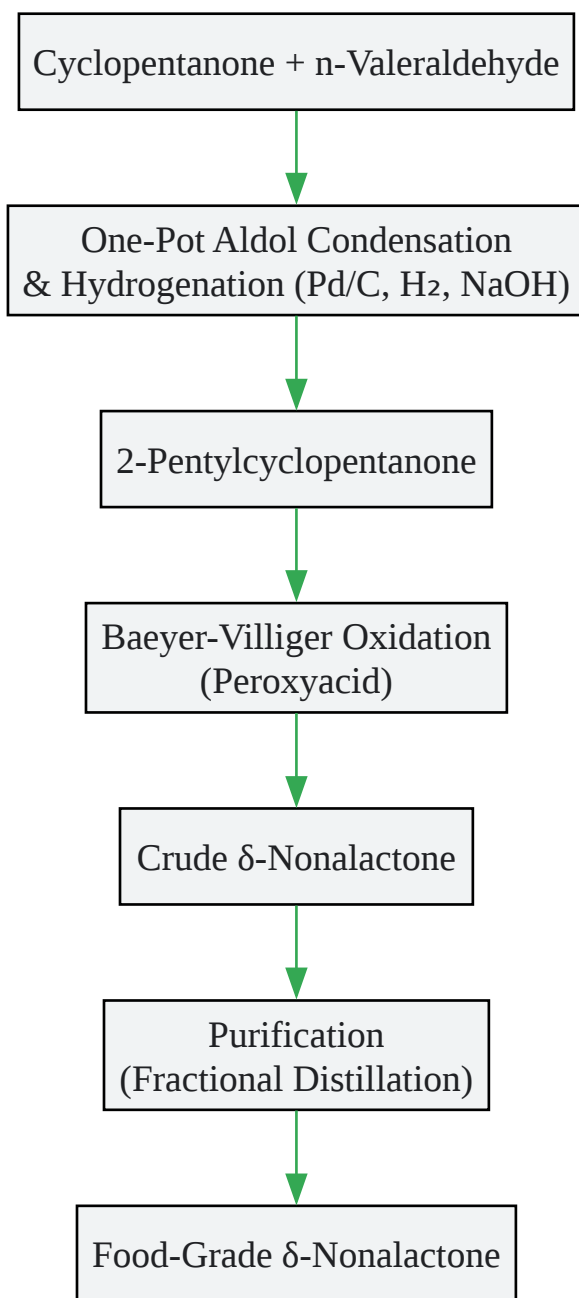 Cyclopentanone + n-Valeraldehyde
One-Pot Aldol Condensation
& Hydrogenation (Pd/C, H₂, NaOH)
2-Pentylcyclopentanone
Baeyer-Villiger Oxidation
(Peroxyacid)
Crude δ-Nonalactone
Purification
(Fractional Distillation)
Food-Grade δ-Nonalactone